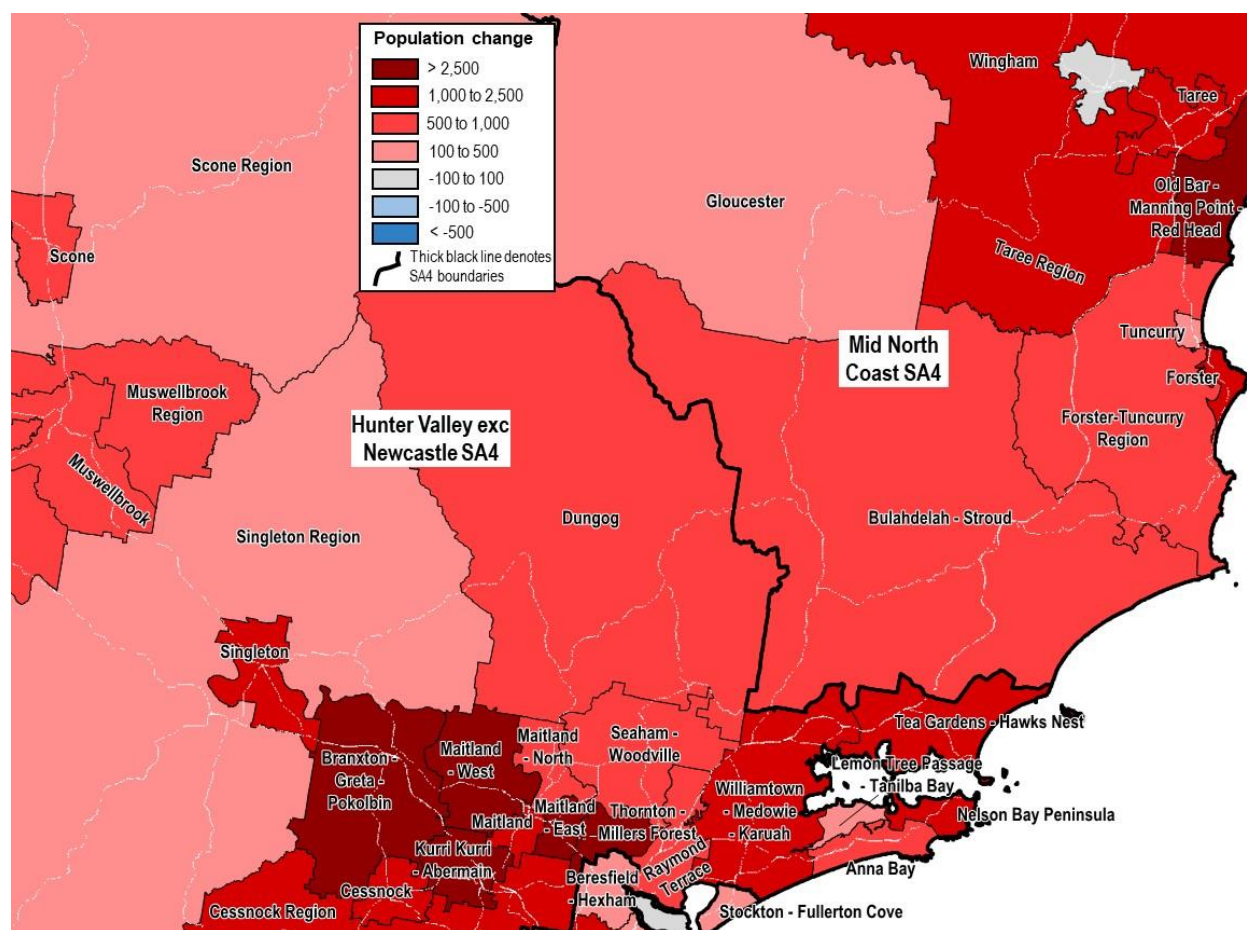 Population change
> 2,500
1,000 to 2,500
500 to 1,000
100 to 500
-100 to 100
-100 to -500
< -500
Thick black line denotes
SA4 boundaries
Wingham
Taree
Scone Region
Gloucester
Old Bar -
Manning Point -
Red Head
Scone
Taree Region
Tuncurry
Mid North
Coast SA4
Forster
Muswellbrook
Region
Hunter Valley exc
Newcastle SA4
Forster-Tuncurry
Region
Muswellbrook
Dungog
Bulahdelah - Stroud
Singleton Region
Singleton
Tea Gardens - Hawks Nest
Maitland
- North
Seaham -
Woodville
Maitland
- West
Branxton -
Greta -
Pokolbin
Lemon Tree Passage
- Tanilba Bay
Williamtown
- Medowie
- Karuah
Nelson Bay Peninsula
Maitland
Maitland
- East
Thornton -
Millers Forest
Kurri Kurri
- Abermain
Raymond
Terrace
Anna Bay
Beresfield
- Hexham
Cessnock
Cessnock Region
Stockton - Fullerton Cove